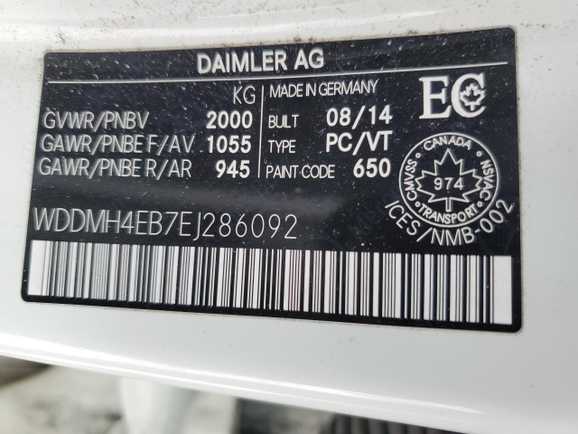 DAIMLER AG
KG
MADE IN GERMANY
GVWR/PNBV 2000
BUILT 08/14
GAWR/PNBE F/AV 1055
TYPE PC/VT
GAWR/PNBE R/AR 945
PAINT CODE 650
EC
CANADA
CMVSS
974
NSVAC
TRANSPORT
ICES/NMB-002
WDDMH4EB7EJ286092